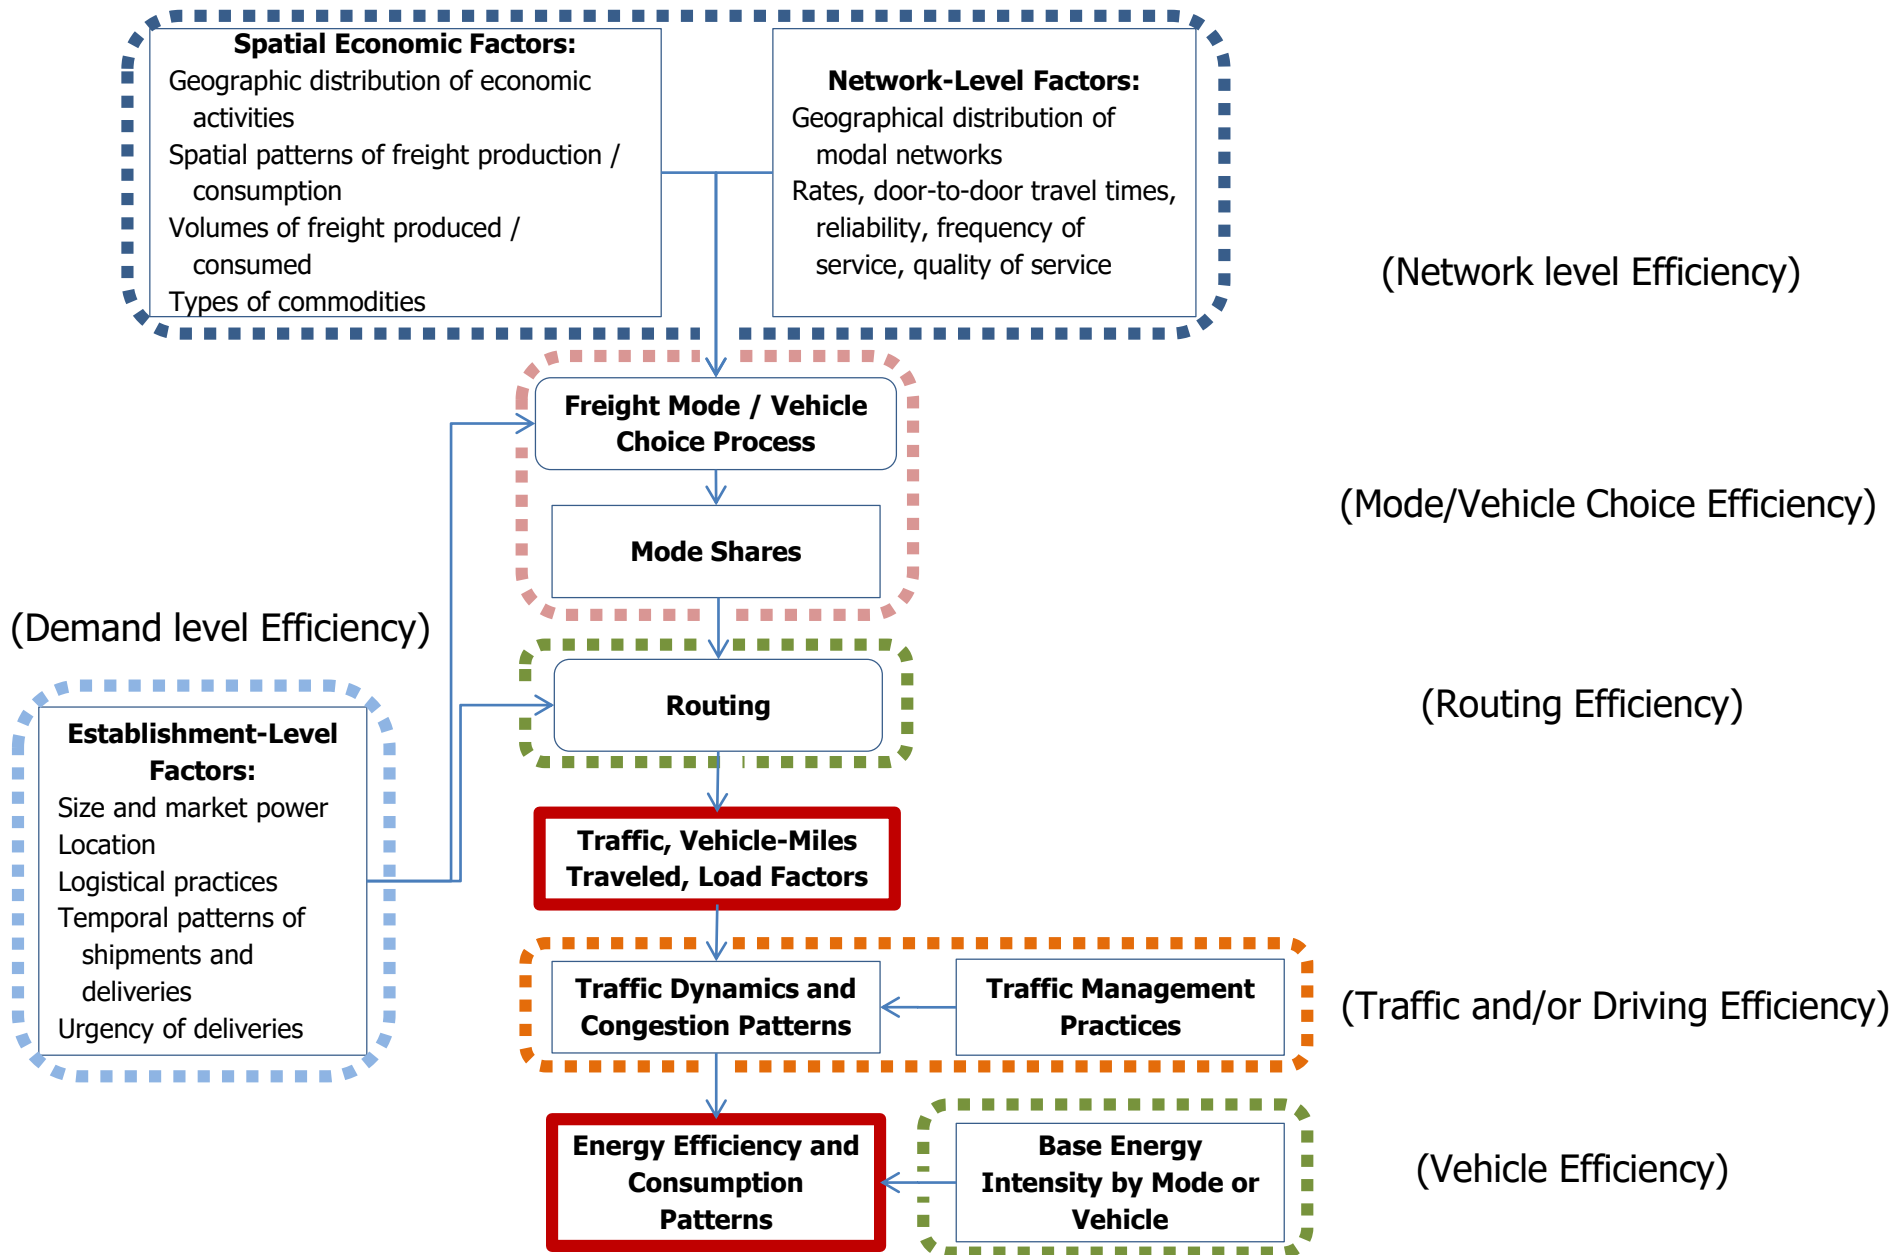 Spatial Economic Factors:
Geographic distribution of economic
activities
Spatial patterns of freight production /
consumption
Volumes of freight produced /
consumed
Types of commodities
Network-Level Factors:
Geographical distribution of
modal networks
Rates, door-to-door travel times,
reliability, frequency of
service, quality of service
(Network level Efficiency)
Freight Mode / Vehicle
Choice Process
(Mode/Vehicle Choice Efficiency)
Mode Shares
(Demand level Efficiency)
Routing
(Routing Efficiency)
Establishment-Level
Factors:
Size and market power
Location
Logistical practices
Temporal patterns of
shipments and
deliveries
Urgency of deliveries
Traffic, Vehicle-Miles
Traveled, Load Factors
Traffic Dynamics and
Congestion Patterns
Traffic Management
Practices
(Traffic and/or Driving Efficiency)
Energy Efficiency and
Consumption
Patterns
Base Energy
Intensity by Mode or
Vehicle
(Vehicle Efficiency)